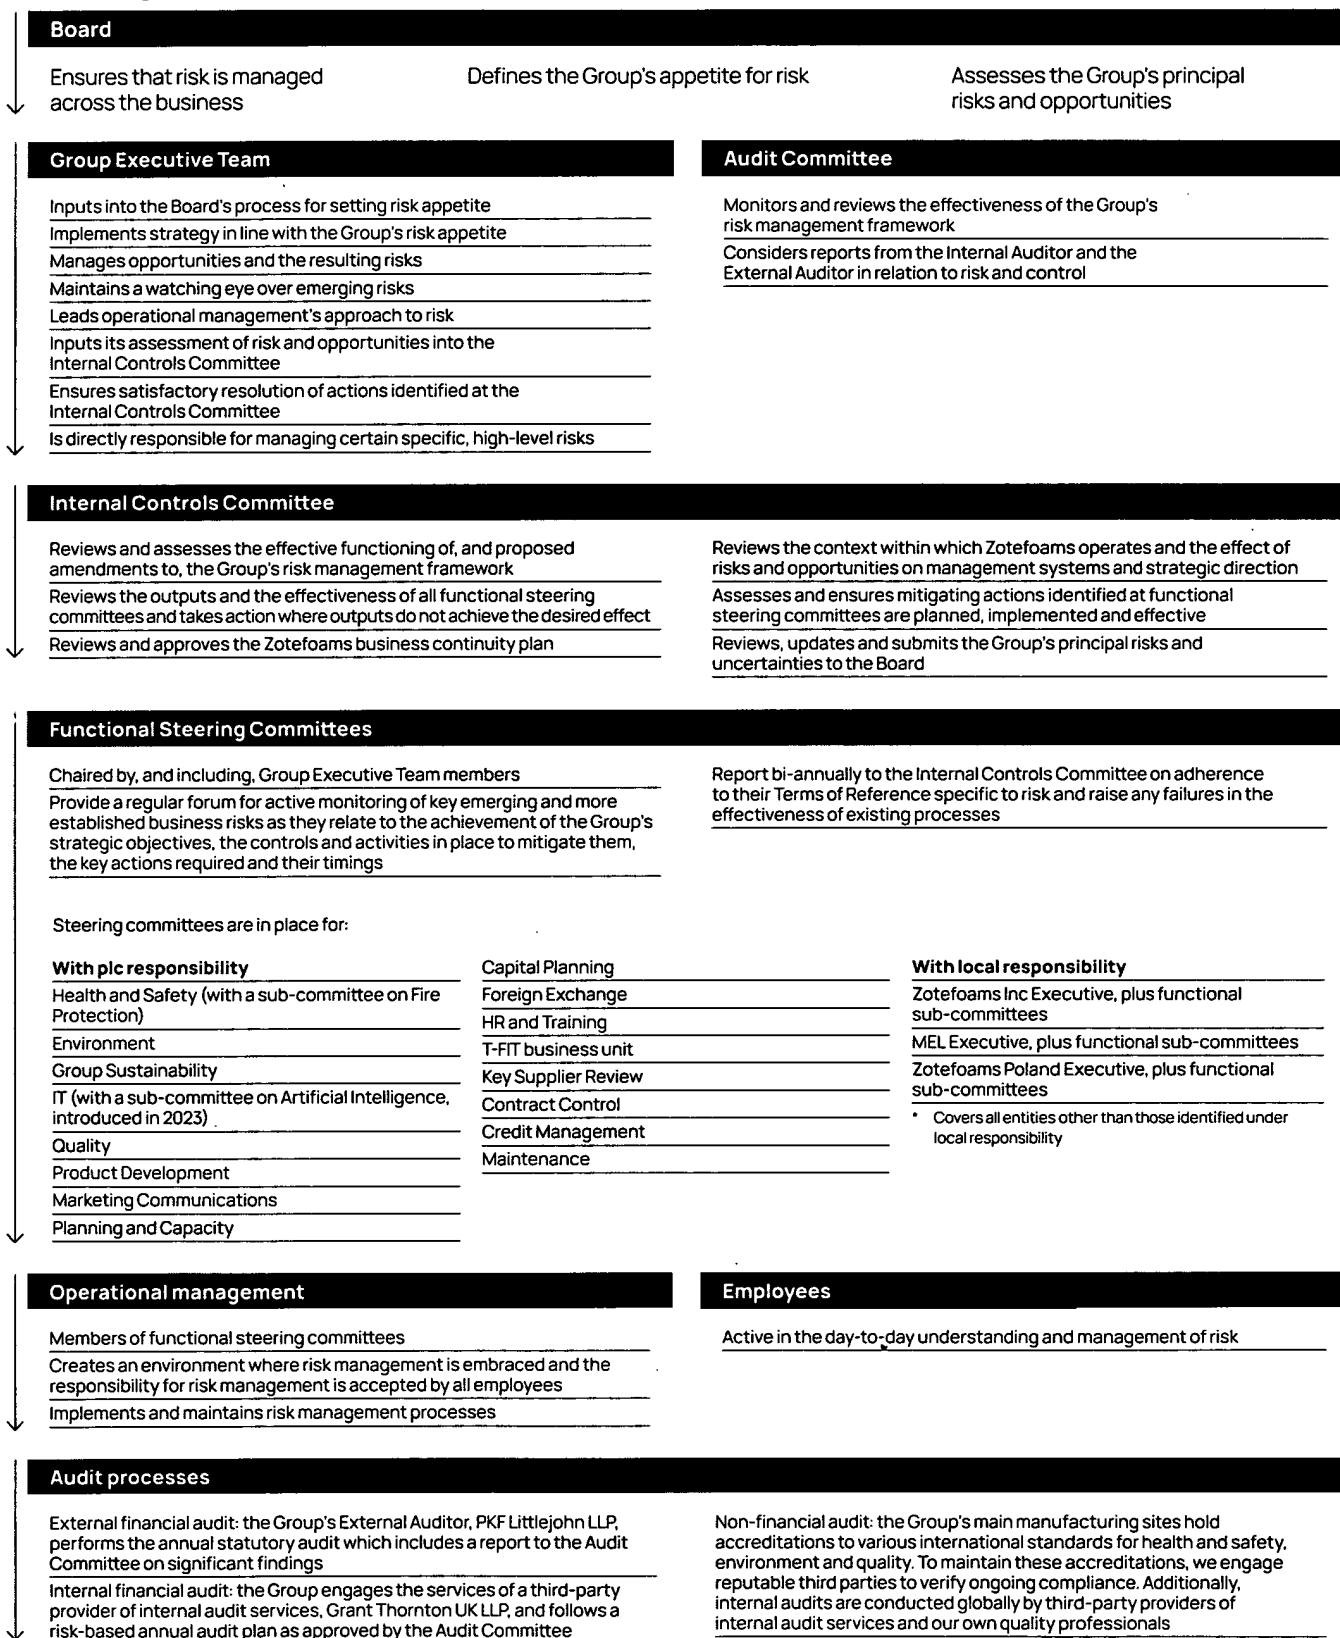 Board
Ensures that risk is managed
across the business
Defines the Group's appetite for risk
Assesses the Group's principal
risks and opportunities
Group Executive Team
Inputs into the Board's process for setting risk appetite
Implements strategy in line with the Group's risk appetite
Manages opportunities and the resulting risks
Maintains a watching eye over emerging risks
Leads operational management's approach to risk
Inputs its assessment of risk and opportunities into the
Internal Controls Committee
Ensures satisfactory resolution of actions identified at the
Internal Controls Committee
Is directly responsible for managing certain specific, high-level risks
Audit Committee
Monitors and reviews the effectiveness of the Group's
risk management framework
Considers reports from the Internal Auditor and the
External Auditor in relation to risk and control
Internal Controls Committee
Reviews and assesses the effective functioning of, and proposed
amendments to, the Group's risk management framework
Reviews the outputs and the effectiveness of all functional steering
committees and takes action where outputs do not achieve the desired effect
Reviews and approves the Zotefoams business continuity plan
Reviews the context within which Zotefoams operates and the effect of
risks and opportunities on management systems and strategic direction
Assesses and ensures mitigating actions identified at functional
steering committees are planned, implemented and effective
Reviews, updates and submits the Group's principal risks and
uncertainties to the Board
Functional Steering Committees
Chaired by, and including, Group Executive Team members
Provide a regular forum for active monitoring of key emerging and more
established business risks as they relate to the achievement of the Group's
strategic objectives, the controls and activities in place to mitigate them,
the key actions required and their timings
Report bi-annually to the Internal Controls Committee on adherence
to their Terms of Reference specific to risk and raise any failures in the
effectiveness of existing processes
Steering committees are in place for:
With plc responsibility
Health and Safety (with a sub-committee on Fire
Protection)
Environment
Group Sustainability
IT (with a sub-committee on Artificial Intelligence,
introduced in 2023)
Quality
Product Development
Marketing Communications
Planning and Capacity
Capital Planning
Foreign Exchange
HR and Training
T-FIT business unit
Key Supplier Review
Contract Control
Credit Management
Maintenance
With local responsibility
Zotefoams Inc Executive, plus functional
sub-committees
MEL Executive, plus functional sub-committees
Zotefoams Poland Executive, plus functional
sub-committees
* Covers all entities other than those identified under
local responsibility
Operational management
Members of functional steering committees
Creates an environment where risk management is embraced and the
responsibility for risk management is accepted by all employees
Implements and maintains risk management processes
Employees
Active in the day-to-day understanding and management of risk
Audit processes
External financial audit: the Group's External Auditor, PKF Littlejohn LLP,
performs the annual statutory audit which includes a report to the Audit
Committee on significant findings
Internal financial audit: the Group engages the services of a third-party
provider of internal audit services, Grant Thornton UK LLP, and follows a
risk-based annual audit plan as approved by the Audit Committee
Non-financial audit: the Group's main manufacturing sites hold
accreditations to various international standards for health and safety,
environment and quality. To maintain these accreditations, we engage
reputable third parties to verify ongoing compliance. Additionally,
internal audits are conducted globally by third-party providers of
internal audit services and our own quality professionals